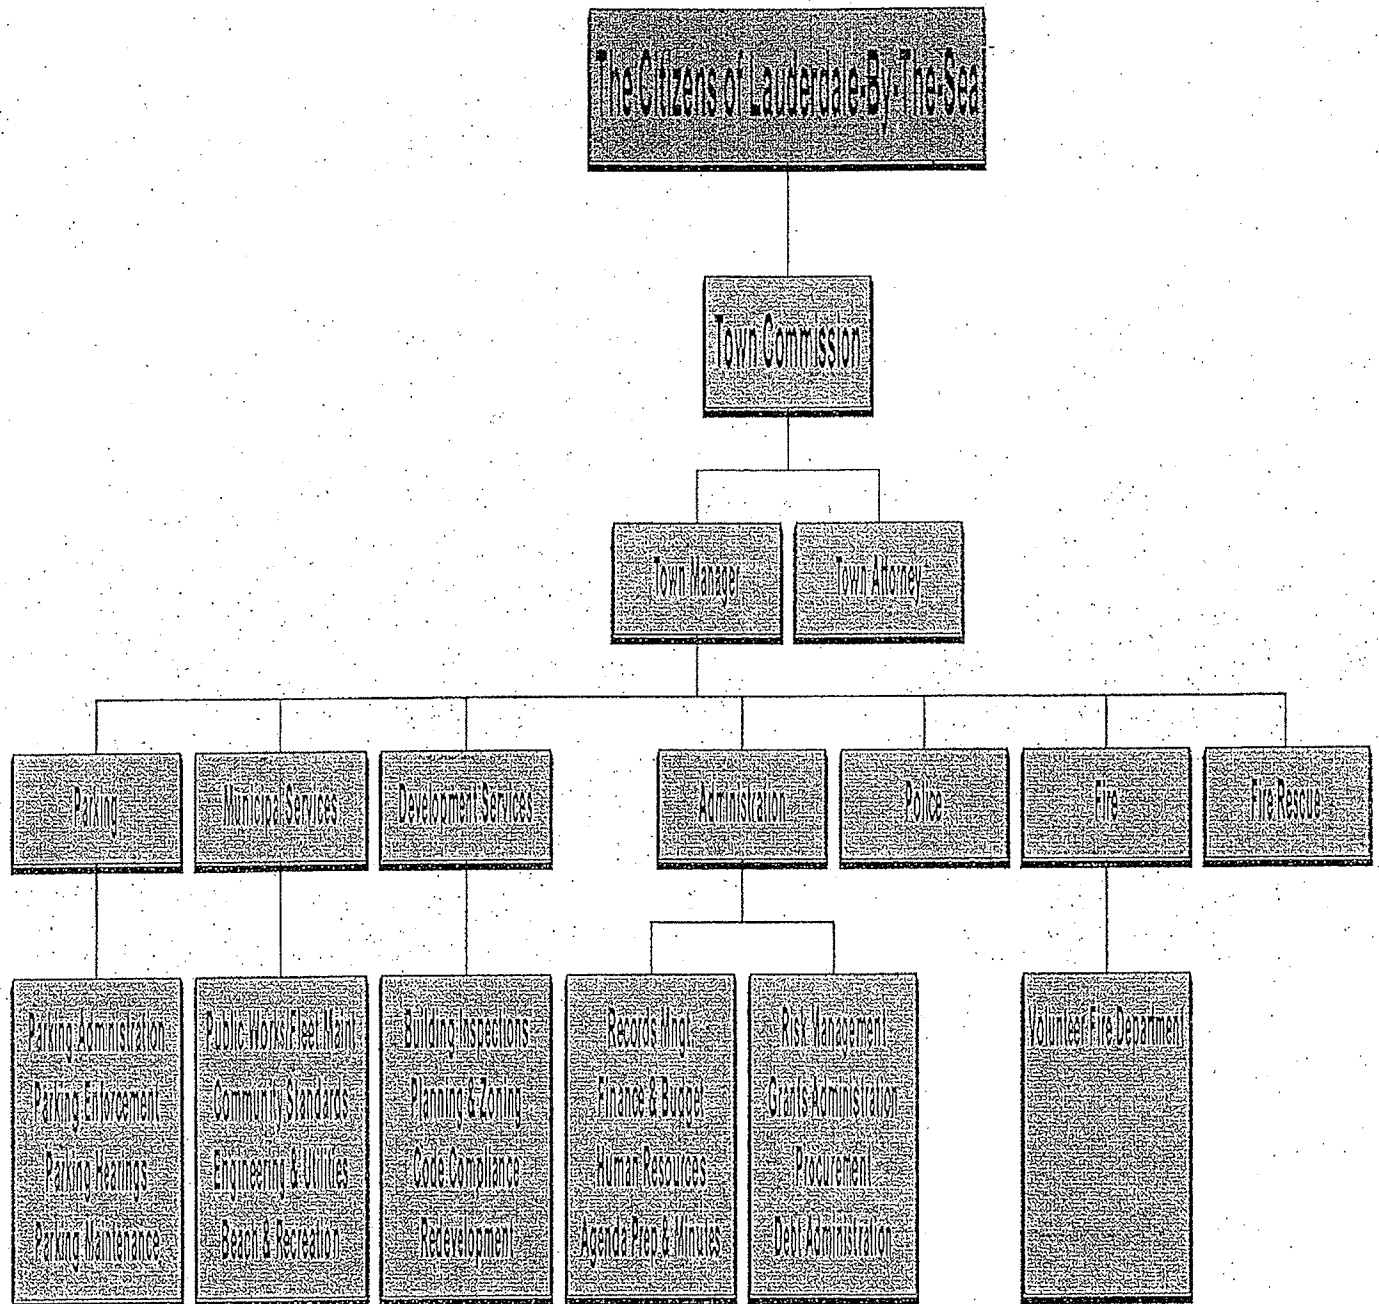 The Citizens of Lauderdale-By-The-Sea
Town Commission
Town Manager
Town Attorney
Parking
Municipal Services
Development Services
Administration
Police
Fire
Fire Rescue
Parking Administration
Parking Enforcement
Parking Hearings
Parking Maintenance
Public Works/Fleet Maint
Community Standards
Engineering & Utilities
Beach & Recreation
Building Inspections
Planning & Zoning
Code Compliance
Redevelopment
Records Mngt.
Finance & Budget
Human Resources
Agenda Prep & Minutes
Risk Management
Grants Administration
Procurement
Debt Administration
Volunteer Fire Department